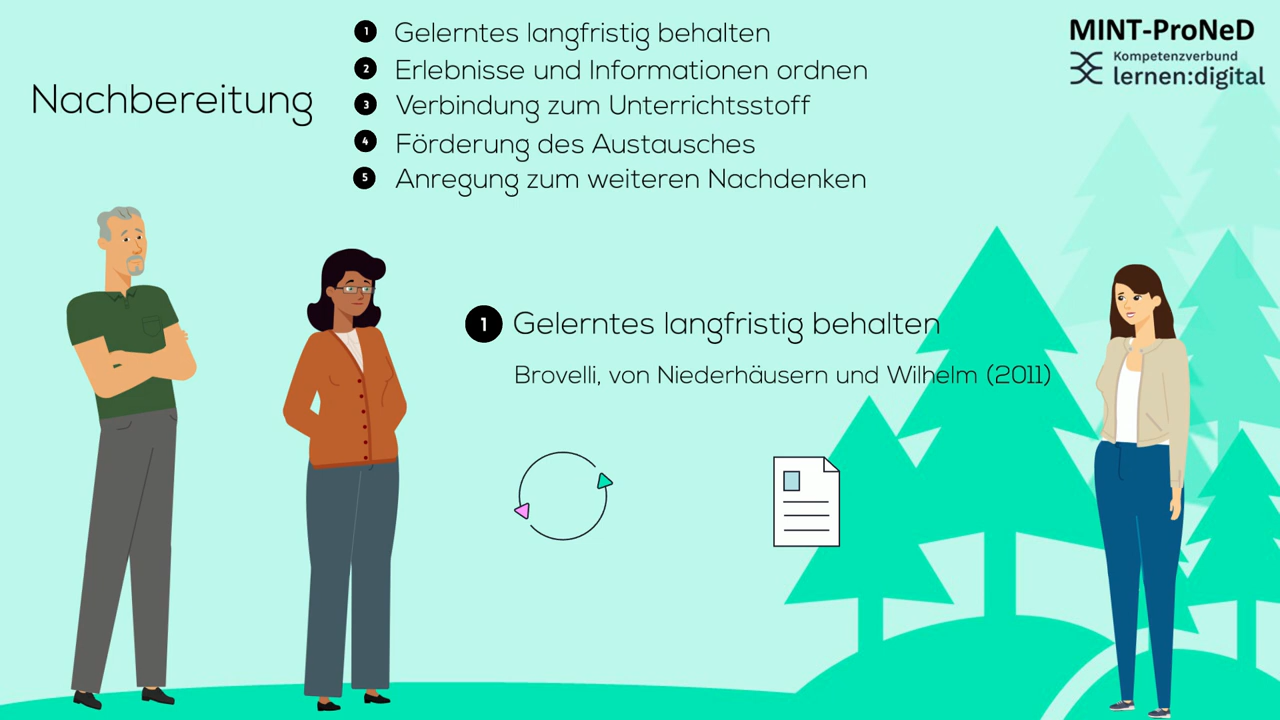 Nachbereitung
1 Gelerntes langfristig behalten
2 Erlebnisse und Informationen ordnen
3 Verbindung zum Unterrichtsstoff
4 Förderung des Austausches
5 Anregung zum weiteren Nachdenken
MINT-ProNeD
Kompetenzverbund
lernen:digital
1 Gelerntes langfristig behalten
Brovelli, von Niederhäusern und Wilhelm (2011)